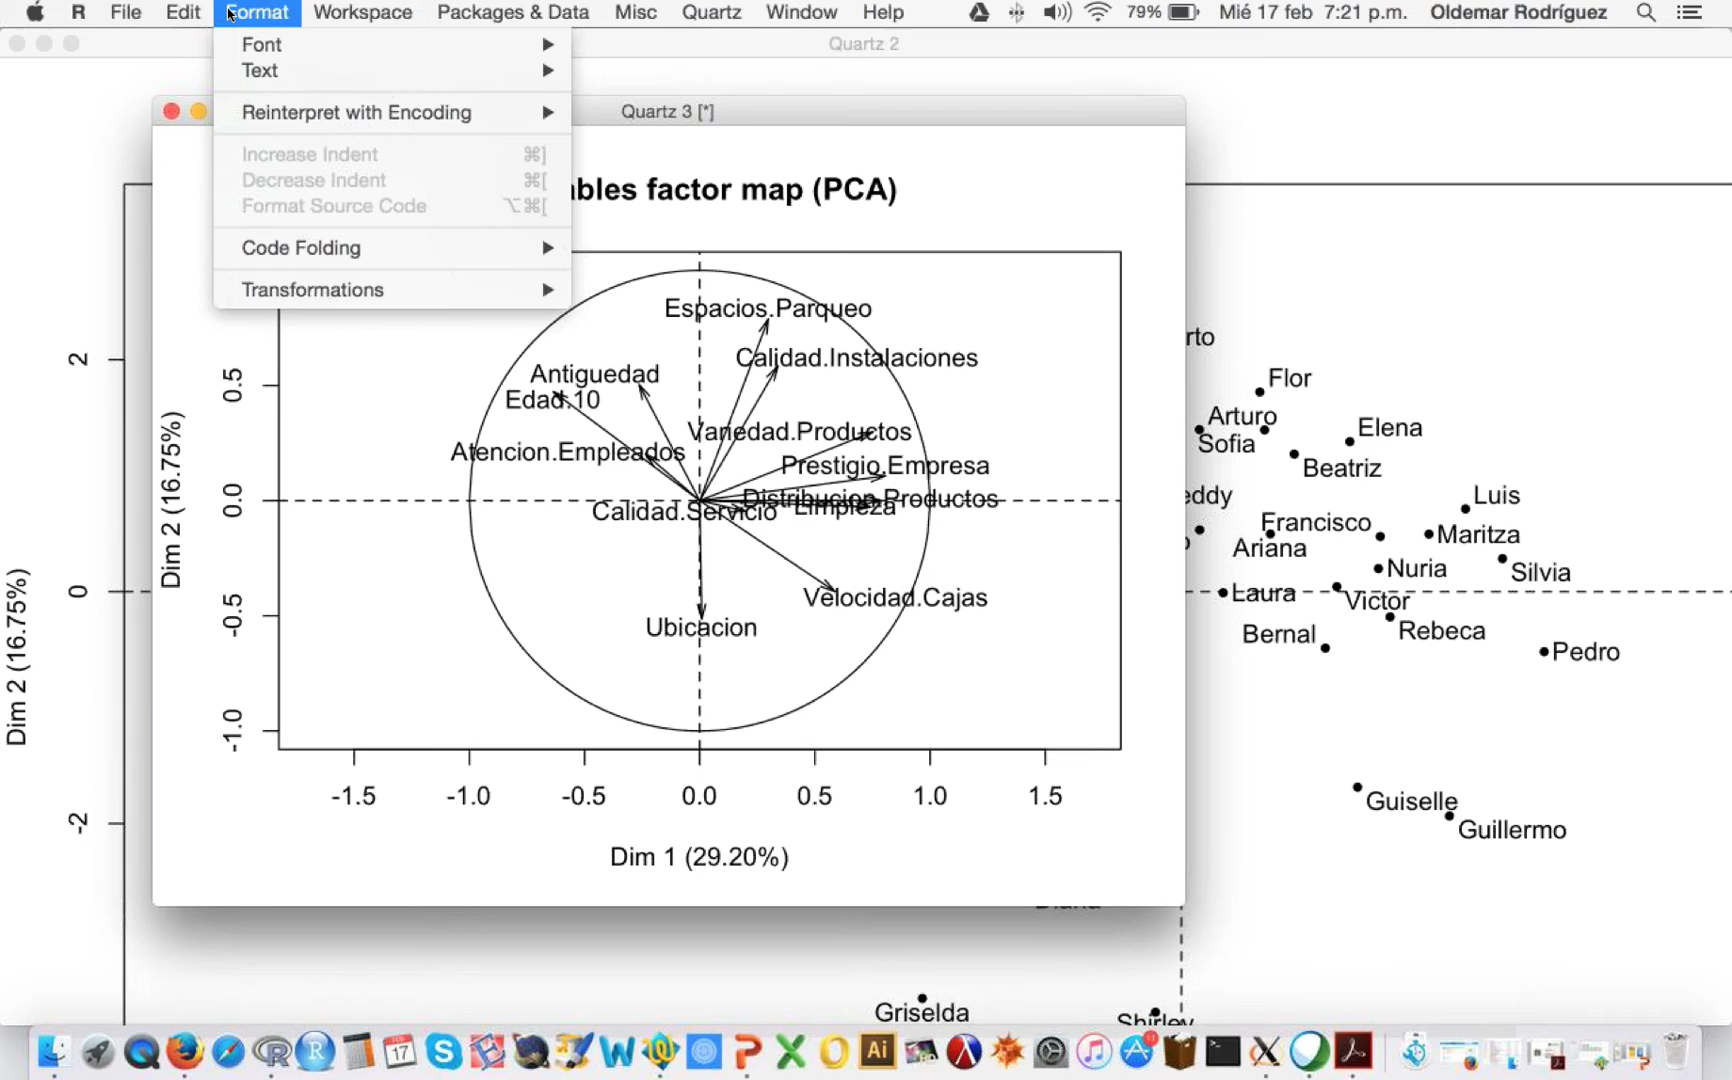 R File Edit Format Workspace Packages & Data Misc Quartz Window Help 79% Mié 17 feb 7:21 p.m. Oldemar Rodríguez
Quartz 2
Font
Text
Reinterpret with Encoding
Increase Indent ⌘]
Decrease Indent ⌘[
Format Source Code ⌥⌘[
Code Folding
Transformations
Quartz 3 [*]
ables factor map (PCA)
Espacios.Parqueo
Calidad.Instalaciones
Antiguedad
Edad.10
Variedad.Productos
Atencion.Empleados
Prestigio.Empresa
Distribucion.Productos
Limpieza
Calidad.Servicio
Velocidad.Cajas
Ubicacion
0.5
0.0
-0.5
-1.0
Dim 2 (16.75%)
-1.5 -1.0 -0.5 0.0 0.5 1.0 1.5
Dim 1 (29.20%)
2
0
-2
Dim 2 (16.75%)
rto
Flor
Arturo
Sofia
Elena
Beatriz
eddy
Luis
Francisco
Maritza
Ariana
Nuria
Silvia
Laura
Victor
Bernal
Rebeca
Pedro
Guiselle
Guillermo
Diana
Griselda
Shirley
17
Ai